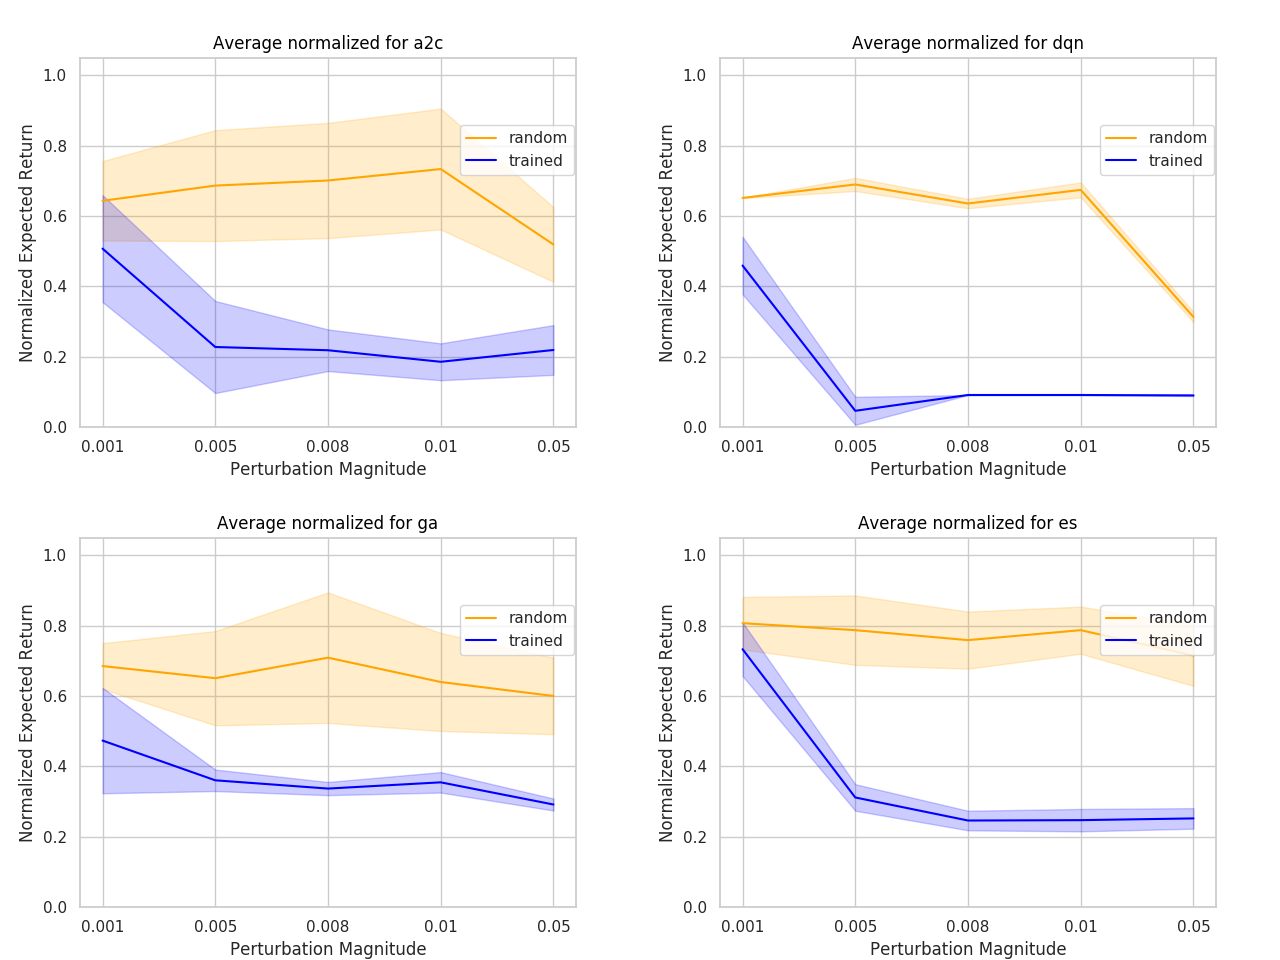 Average normalized for a2c
Normalized Expected Return
1.0
0.8
0.6
0.4
0.2
0.0
random
trained
0.001 0.005 0.008 0.01 0.05
Perturbation Magnitude
Average normalized for dqn
Normalized Expected Return
1.0
0.8
0.6
0.4
0.2
0.0
random
trained
0.001 0.005 0.008 0.01 0.05
Perturbation Magnitude
Average normalized for ga
Normalized Expected Return
1.0
0.8
0.6
0.4
0.2
0.0
random
trained
0.001 0.005 0.008 0.01 0.05
Perturbation Magnitude
Average normalized for es
Normalized Expected Return
1.0
0.8
0.6
0.4
0.2
0.0
random
trained
0.001 0.005 0.008 0.01 0.05
Perturbation Magnitude